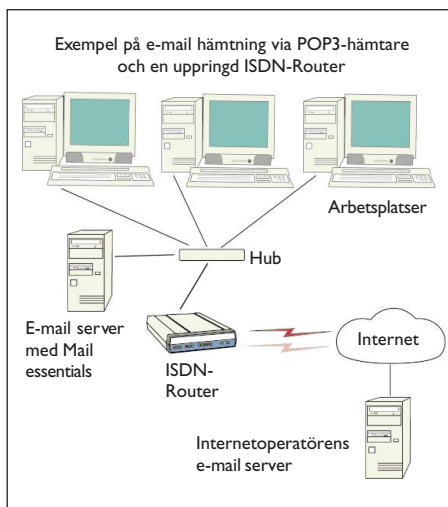 Exempel på e-mail hämtning via POP3-hämtare
och en uppringd ISDN-Router
Arbetsplatser
Hub
E-mail server
med Mail
essentials
ISDN-
Router
Internet
Internetoperatörens
e-mail server